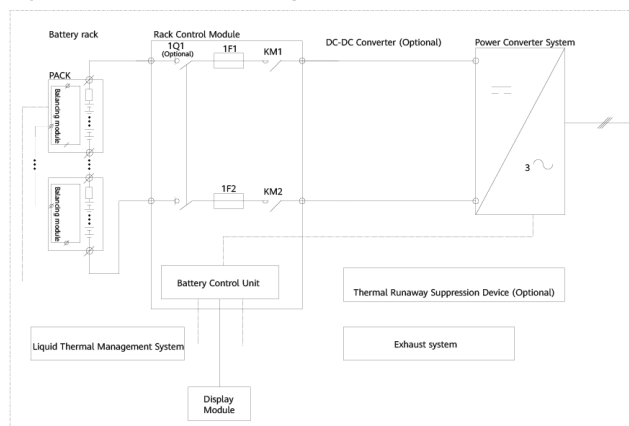 Battery rack
Rack Control Module
1Q1
(Optional)
1F1
KM1
DC-DC Converter (Optional)
Power Converter System
PACK
Balancing module
Balancing module
3
1F2
KM2
Battery Control Unit
Thermal Runaway Suppression Device (Optional)
Liquid Thermal Management System
Exhaust system
Display
Module